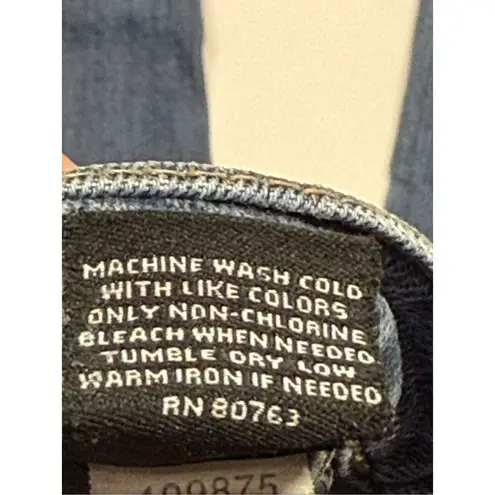 MACHINE WASH COLD
WITH LIKE COLORS
ONLY NON-CHLORINE
BLEACH WHEN NEEDED
TUMBLE DRY LOW
WARM IRON IF NEEDED
RN 80763
499875